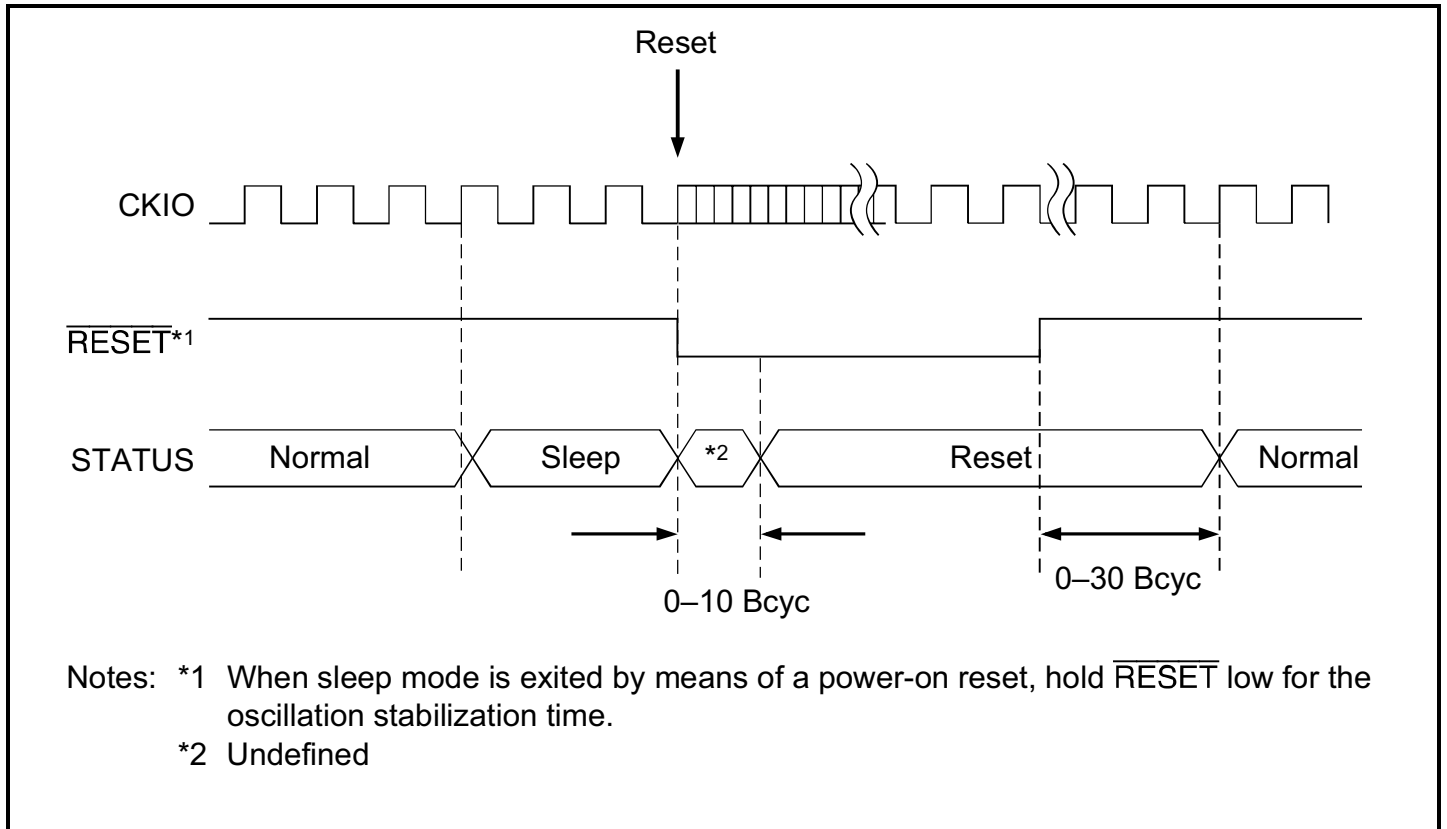 Reset
CKIO
RESET*1
STATUS Normal Sleep *2 Reset Normal
0–10 Bcyc
0–30 Bcyc
Notes: *1 When sleep mode is exited by means of a power-on reset, hold RESET low for the
oscillation stabilization time.
*2 Undefined